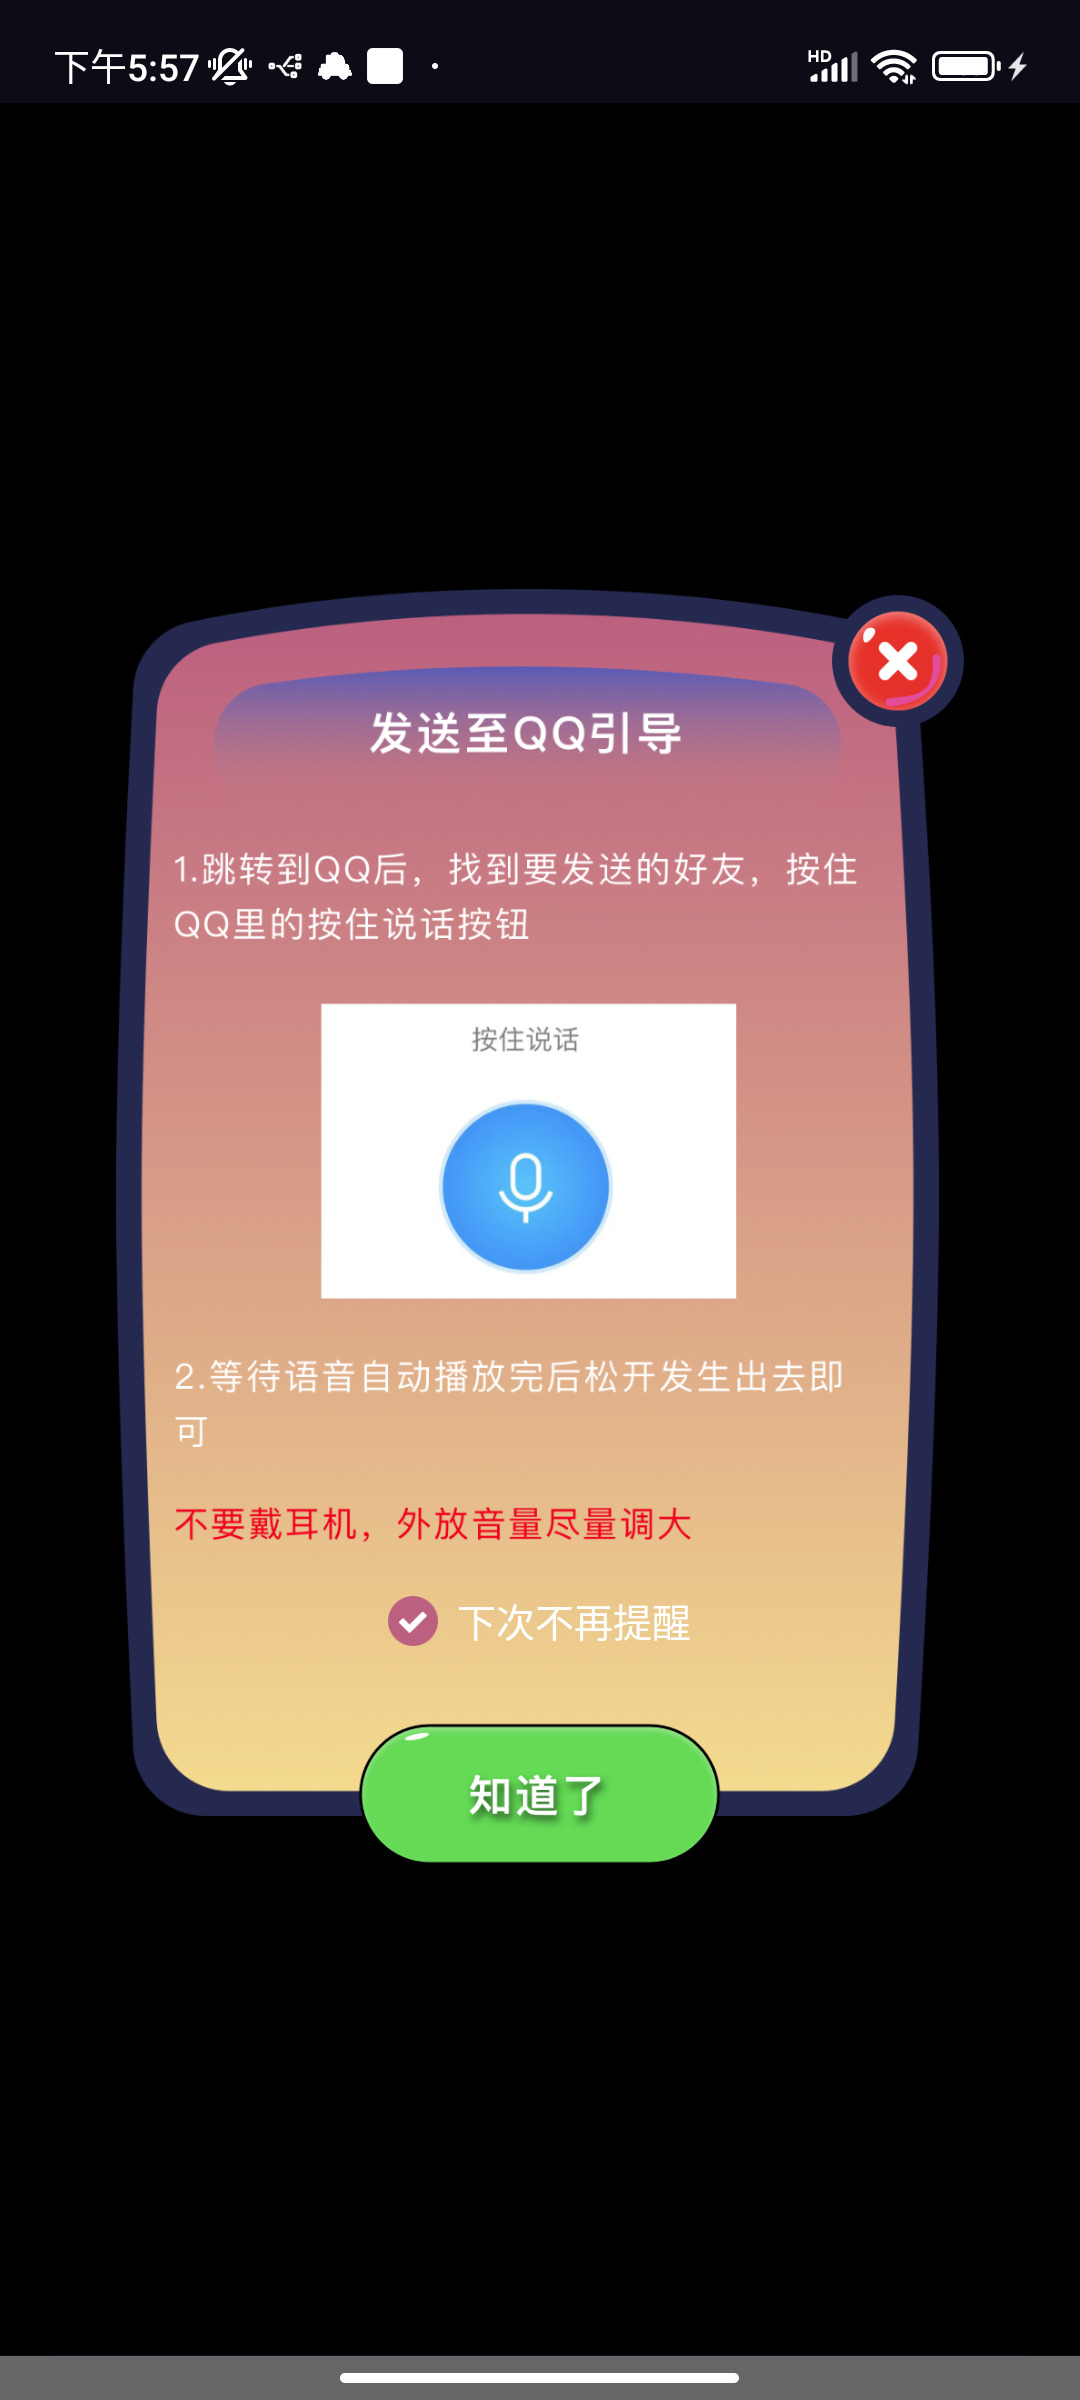 下午5:57
HD
发送至QQ引导
1.跳转到QQ后，找到要发送的好友，按住
QQ里的按住说话按钮
按住说话
2.等待语音自动播放完后松开发生出去即
可
不要戴耳机，外放音量尽量调大
下次不再提醒
知道了